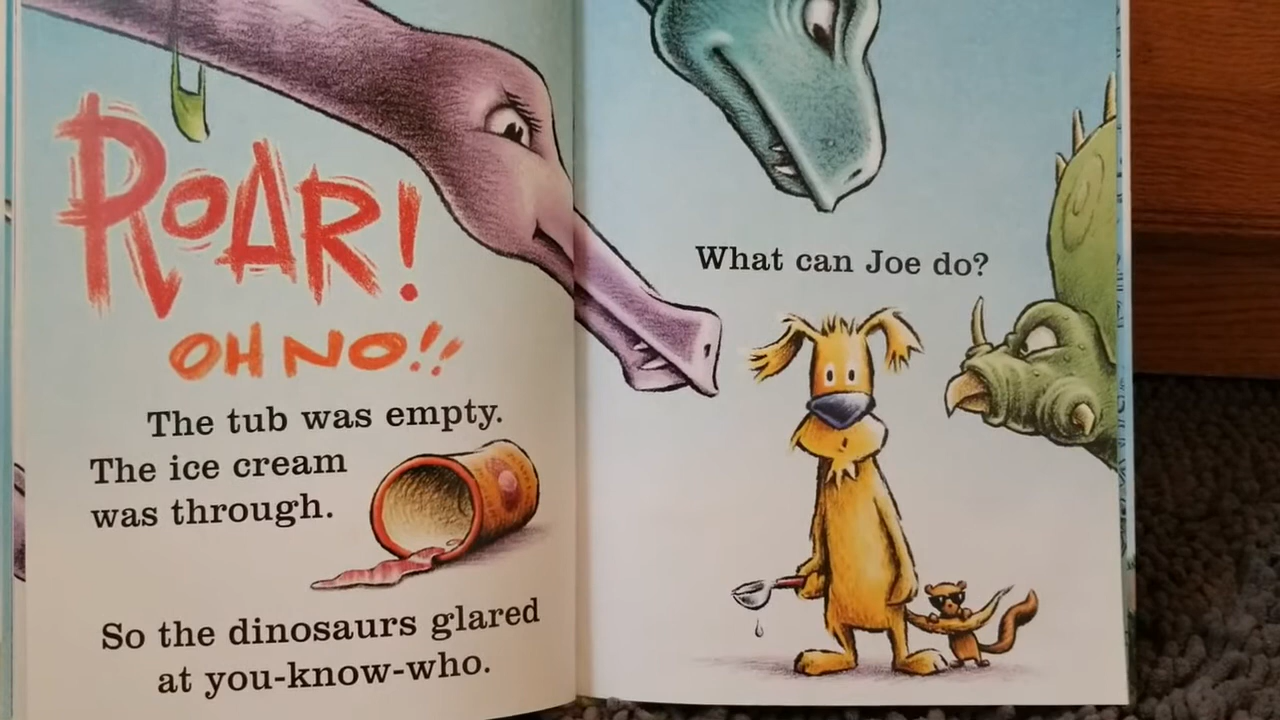 ROAR!
OH NO!!
The tub was empty.
The ice cream
was through.
So the dinosaurs glared
at you-know-who.
What can Joe do?